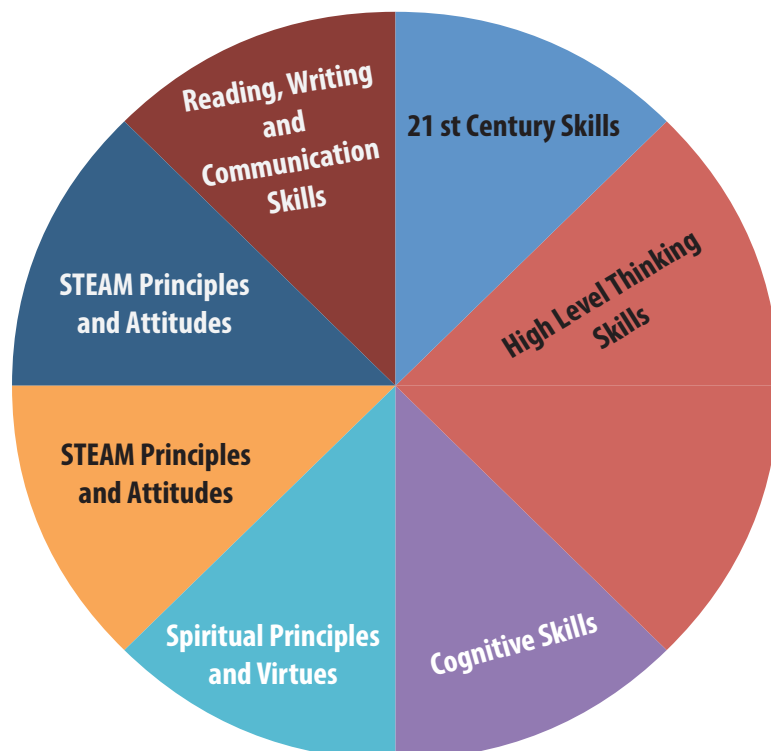 21 st Century Skills
High Level Thinking
Skills
Cognitive Skills
Spiritual Principles
and Virtues
STEAM Principles
and Attitudes
STEAM Principles
and Attitudes
Reading, Writing
and
Communication
Skills